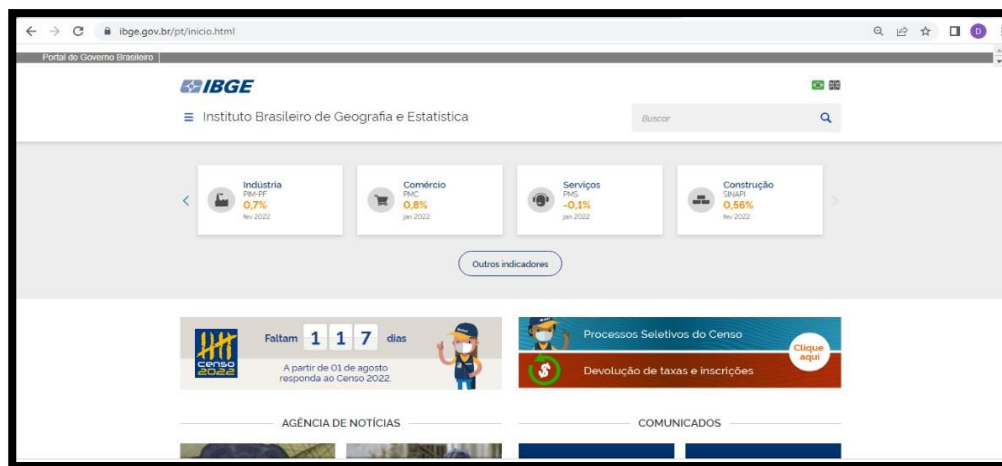 ibge.gov.br/pt/inicio.html
D
Portal do Governo Brasileiro
IBGE
Instituto Brasileiro de Geografia e Estatística
Buscar
Indústria
PIM-PF
0,7%
fev 2022
Comércio
PMC
0,8%
jan 2022
Serviços
PMS
-0,1%
jan 2022
Construção
SINAPI
0,56%
fev 2022
Outros indicadores
censo
2022
Faltam 1 1 7 dias
A partir de 01 de agosto
responda ao Censo 2022.
Processos Seletivos do Censo
Devolução de taxas e inscrições
Clique
aqui
AGÊNCIA DE NOTÍCIAS
COMUNICADOS